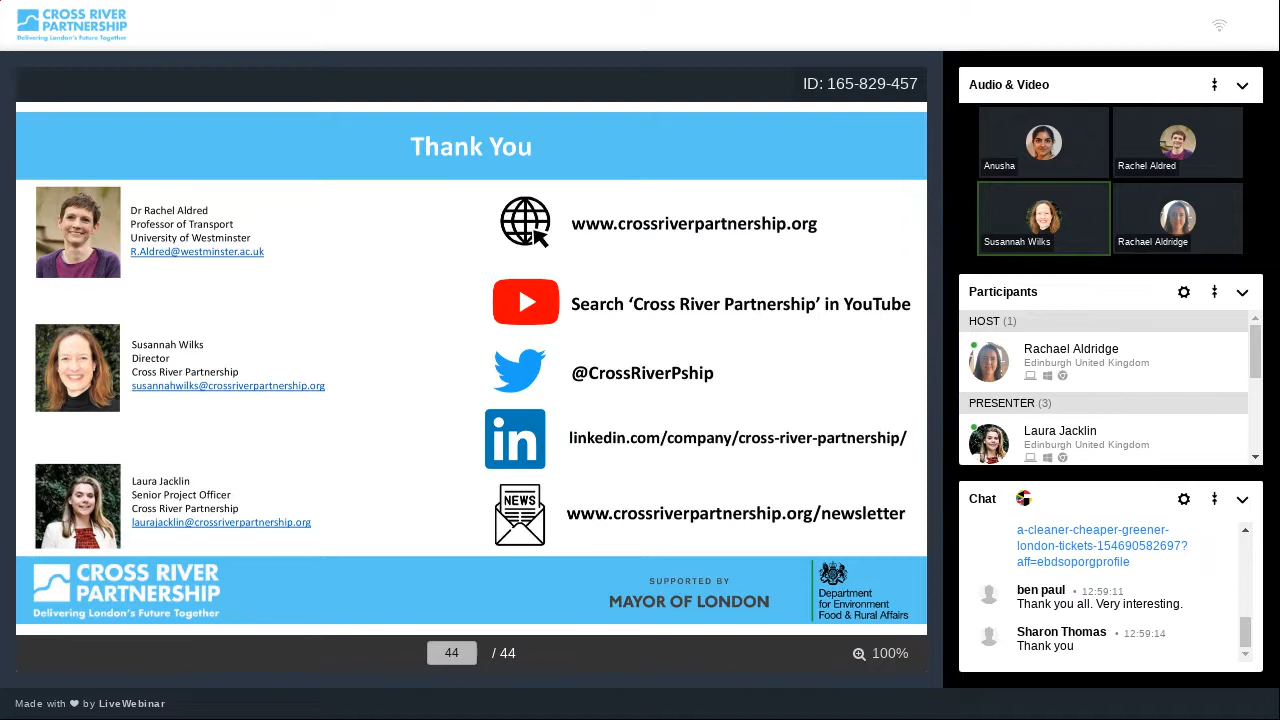 CROSS RIVER
PARTNERSHIP
Delivering London's Future Together
ID: 165-829-457
Thank You
Dr Rachel Aldred
Professor of Transport
University of Westminster
R.Aldred@westminster.ac.uk
Susannah Wilks
Director
Cross River Partnership
susannahwilks@crossriverpartnership.org
Laura Jacklin
Senior Project Officer
Cross River Partnership
laurajacklin@crossriverpartnership.org
www.crossriverpartnership.org
Search ‘Cross River Partnership’ in YouTube
@CrossRiverPship
in
linkedin.com/company/cross-river-partnership/
NEWS
www.crossriverpartnership.org/newsletter
CROSS RIVER
PARTNERSHIP
Delivering London's Future Together
SUPPORTED BY
MAYOR OF LONDON
Department
for Environment
Food & Rural Affairs
44 / 44
100%
Made with ❤ by LiveWebinar
Audio & Video
Anusha
Rachel Aldred
Susannah Wilks
Rachael Aldridge
Participants
HOST (1)
Rachael Aldridge
Edinburgh United Kingdom
PRESENTER (3)
Laura Jacklin
Edinburgh United Kingdom
Chat
a-cleaner-cheaper-greener-
london-tickets-154690582697?
aff=ebdsoporgprofile
ben paul • 12:59:11
Thank you all. Very interesting.
Sharon Thomas • 12:59:14
Thank you